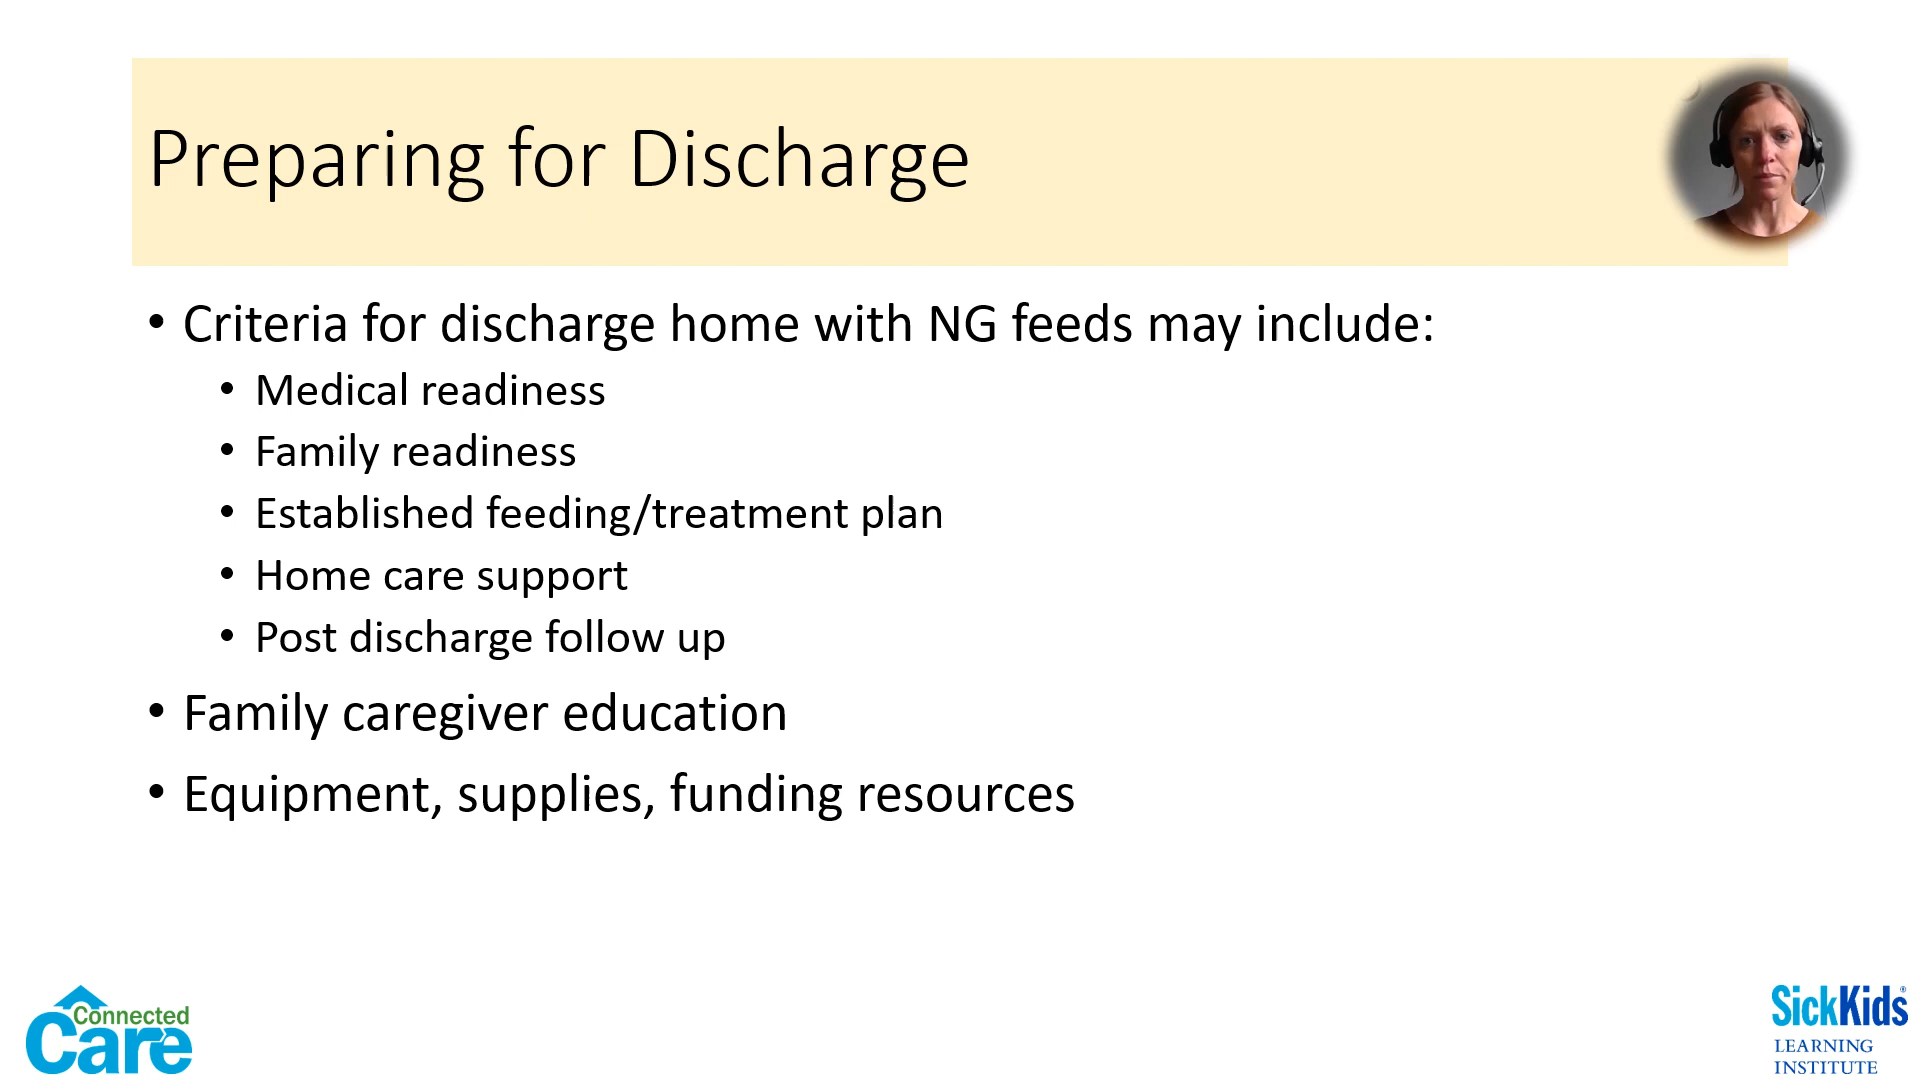 Preparing for Discharge
• Criteria for discharge home with NG feeds may include:
• Medical readiness
• Family readiness
• Established feeding/treatment plan
• Home care support
• Post discharge follow up
• Family caregiver education
• Equipment, supplies, funding resources
Connected
Care
SickKids®
LEARNING
INSTITUTE